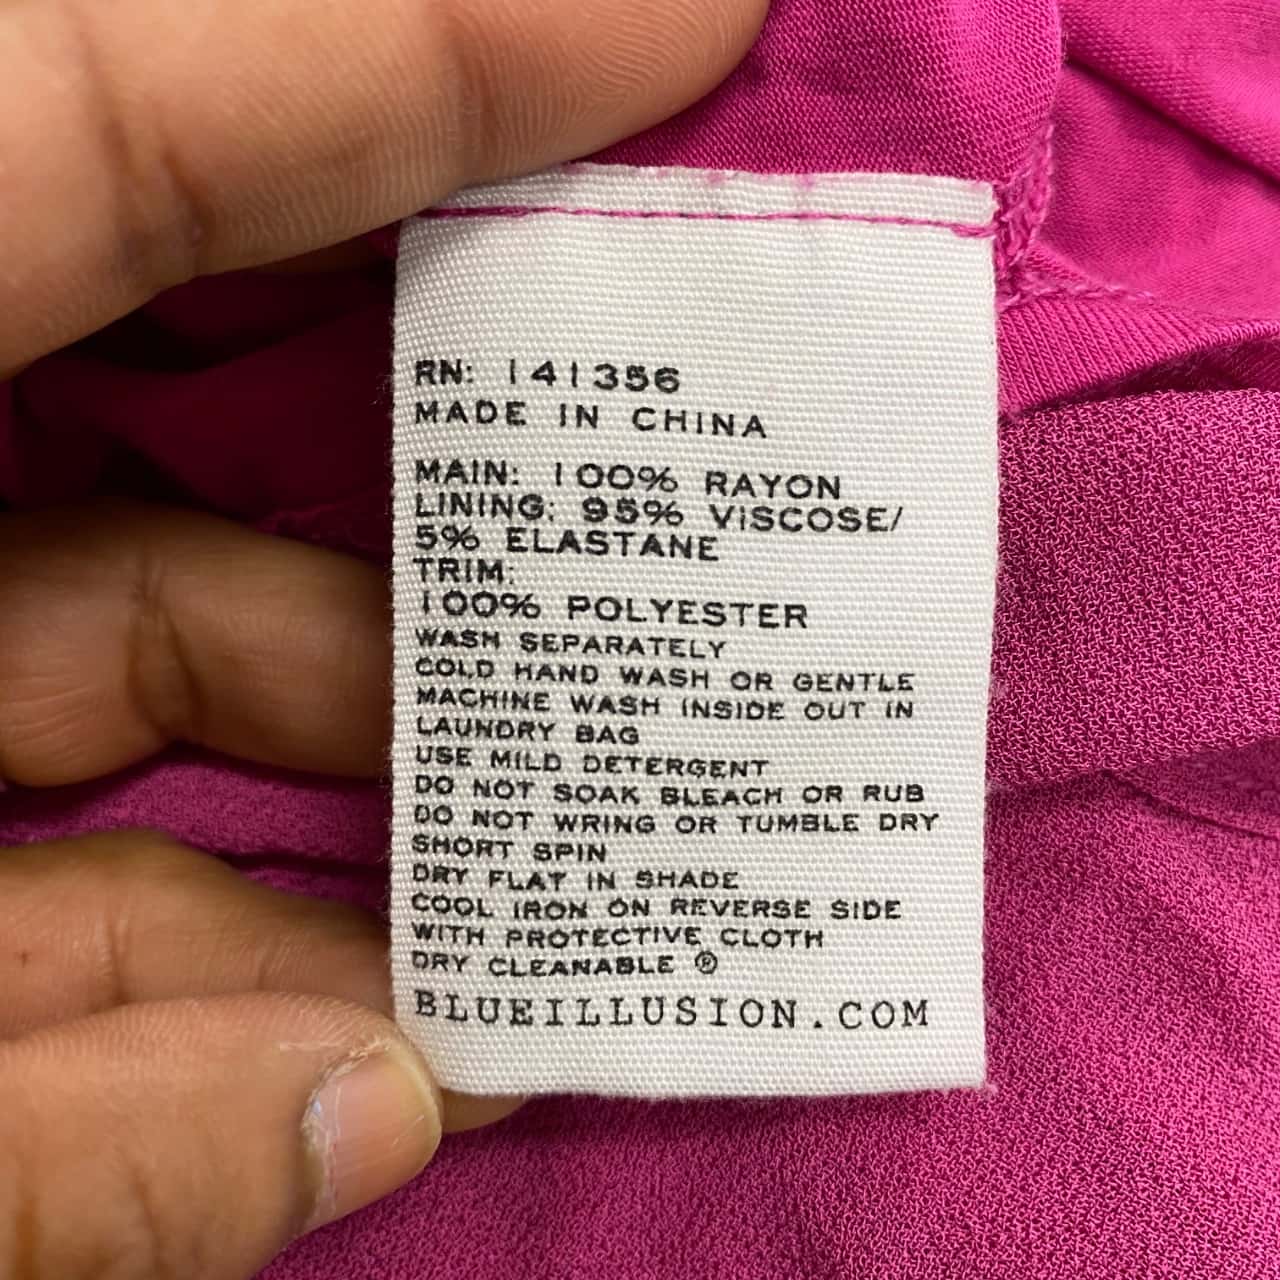 RN: 141356
MADE IN CHINA
MAIN: 100% RAYON
LINING: 95% VISCOSE/
5% ELASTANE
TRIM:
100% POLYESTER
WASH SEPARATELY
COLD HAND WASH OR GENTLE
MACHINE WASH INSIDE OUT IN
LAUNDRY BAG
USE MILD DETERGENT
DO NOT SOAK BLEACH OR RUB
DO NOT WRING OR TUMBLE DRY
SHORT SPIN
DRY FLAT IN SHADE
COOL IRON ON REVERSE SIDE
WITH PROTECTIVE CLOTH
DRY CLEANABLE Ⓟ
BLUEILLUSION.COM